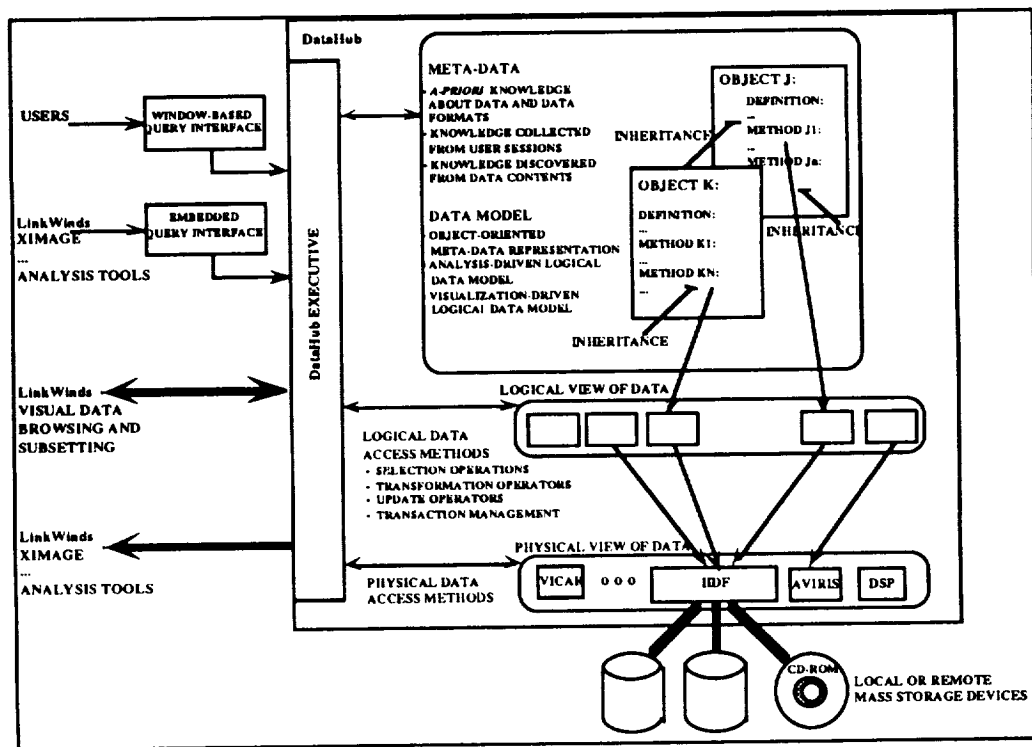 DataHub
USERS
WINDOW-BASED
QUERY INTERFACE
LinkWinds
XIMAGE
...
ANALYSIS TOOLS
EMBEDDED
QUERY INTERFACE
LinkWinds
VISUAL DATA
BROWSING AND
SUBSETTING
LinkWinds
XIMAGE
...
ANALYSIS TOOLS
DataHub EXECUTIVE
META-DATA
- A-PRIORI KNOWLEDGE
ABOUT DATA AND DATA
FORMATS
- KNOWLEDGE COLLECTED
FROM USER SESSIONS
- KNOWLEDGE DISCOVERED
FROM DATA CONTENTS
DATA MODEL
- OBJECT-ORIENTED
META-DATA REPRESENTATION
- ANALYSIS-DRIVEN LOGICAL
DATA MODEL
- VISUALIZATION-DRIVEN
LOGICAL DATA MODEL
OBJECT J:
DEFINITION:
...
METHOD J1:
...
METHOD Jn:
INHERITANCE
INHERITANCE
OBJECT K:
DEFINITION:
...
METHOD K1:
...
METHOD KN:
...
INHERITANCE
LOGICAL VIEW OF DATA
LOGICAL DATA
ACCESS METHODS
- SELECTION OPERATIONS
- TRANSFORMATION OPERATORS
- UPDATE OPERATORS
- TRANSACTION MANAGEMENT
PHYSICAL VIEW OF DATA
PHYSICAL DATA
ACCESS METHODS
VICAR
o o o
HDF
AVIRIS
DSP
CD-ROM
LOCAL OR REMOTE
MASS STORAGE DEVICES